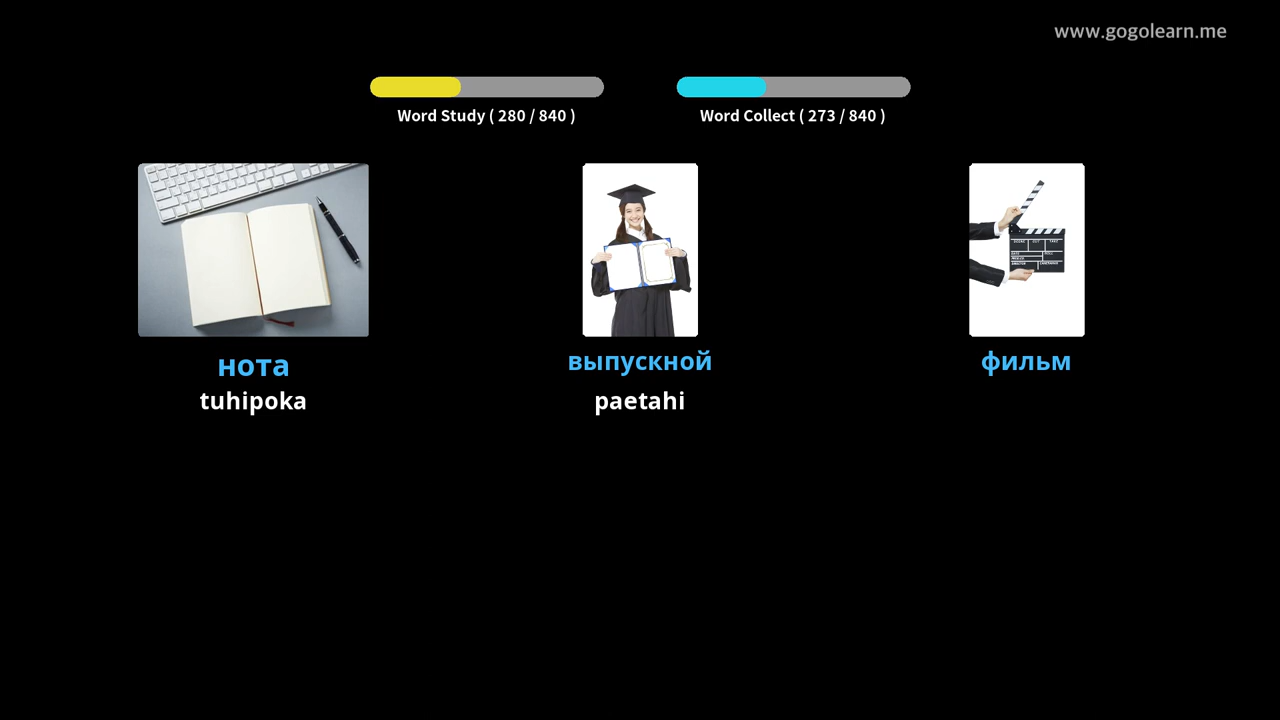 www.gogolearn.me
Word Study ( 280 / 840 )
Word Collect ( 273 / 840 )
нота
tuhipoka
выпускной
paetahi
фильм